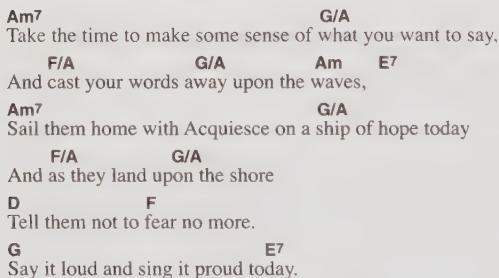 Am7 G/A
Take the time to make some sense of what you want to say,
F/A G/A Am E7
And cast your words away upon the waves,
Am7 G/A
Sail them home with Acquiesce on a ship of hope today
F/A G/A
And as they land upon the shore
D F
Tell them not to fear no more.
G E7
Say it loud and sing it proud today.